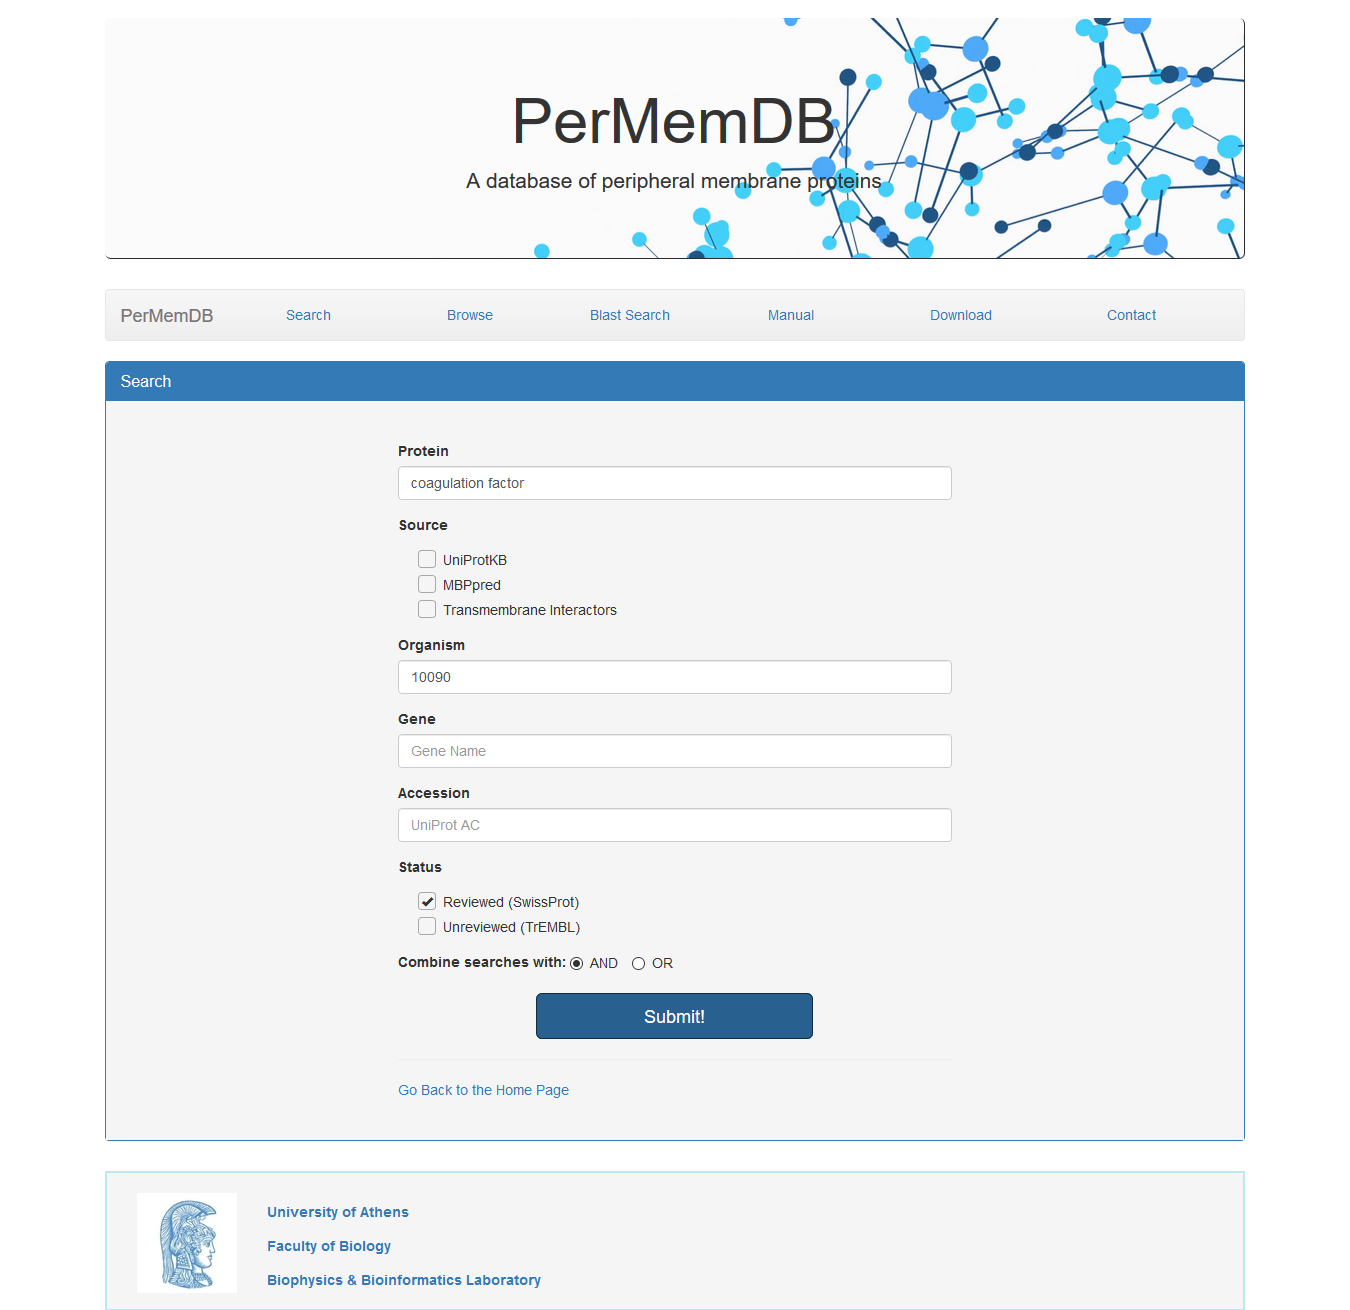 PerMemDB
A database of peripheral membrane proteins
PerMemDB Search Browse Blast Search Manual Download Contact
Search
Protein
coagulation factor
Source
UniProtKB
MBPpred
Transmembrane Interactors
Organism
10090
Gene
Gene Name
Accession
UniProt AC
Status
Reviewed (SwissProt)
Unreviewed (TrEMBL)
Combine searches with: AND OR
Submit!
Go Back to the Home Page
University of Athens
Faculty of Biology
Biophysics & Bioinformatics Laboratory